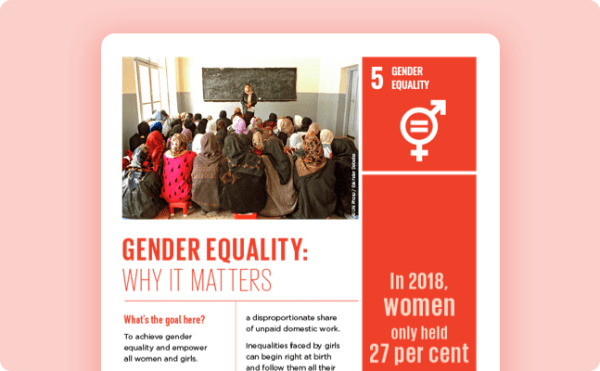 5 GENDER
EQUALITY
GENDER EQUALITY:
WHY IT MATTERS
What's the goal here?
To achieve gender
equality and empower
all women and girls.
a disproportionate share
of unpaid domestic work.
Inequalities faced by girls
can begin right at birth
and follow them all their
In 2018,
women
only held
27 per cent